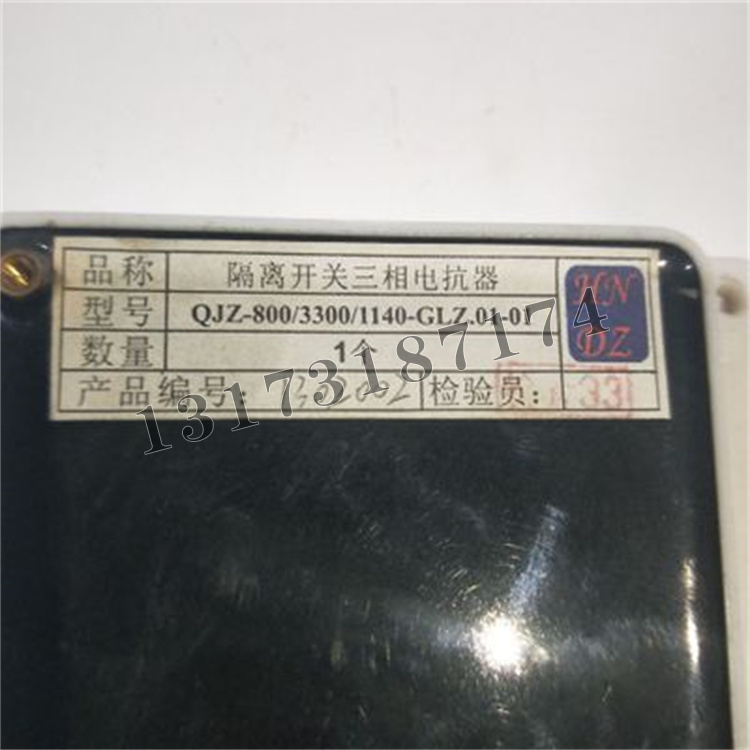 品称 隔离开关三相电抗器
型号 QJZ-800/3300/1140-GLZ.01-01
数量 1个
产品编号: 检验员: 33
HN
DZ
13173187174